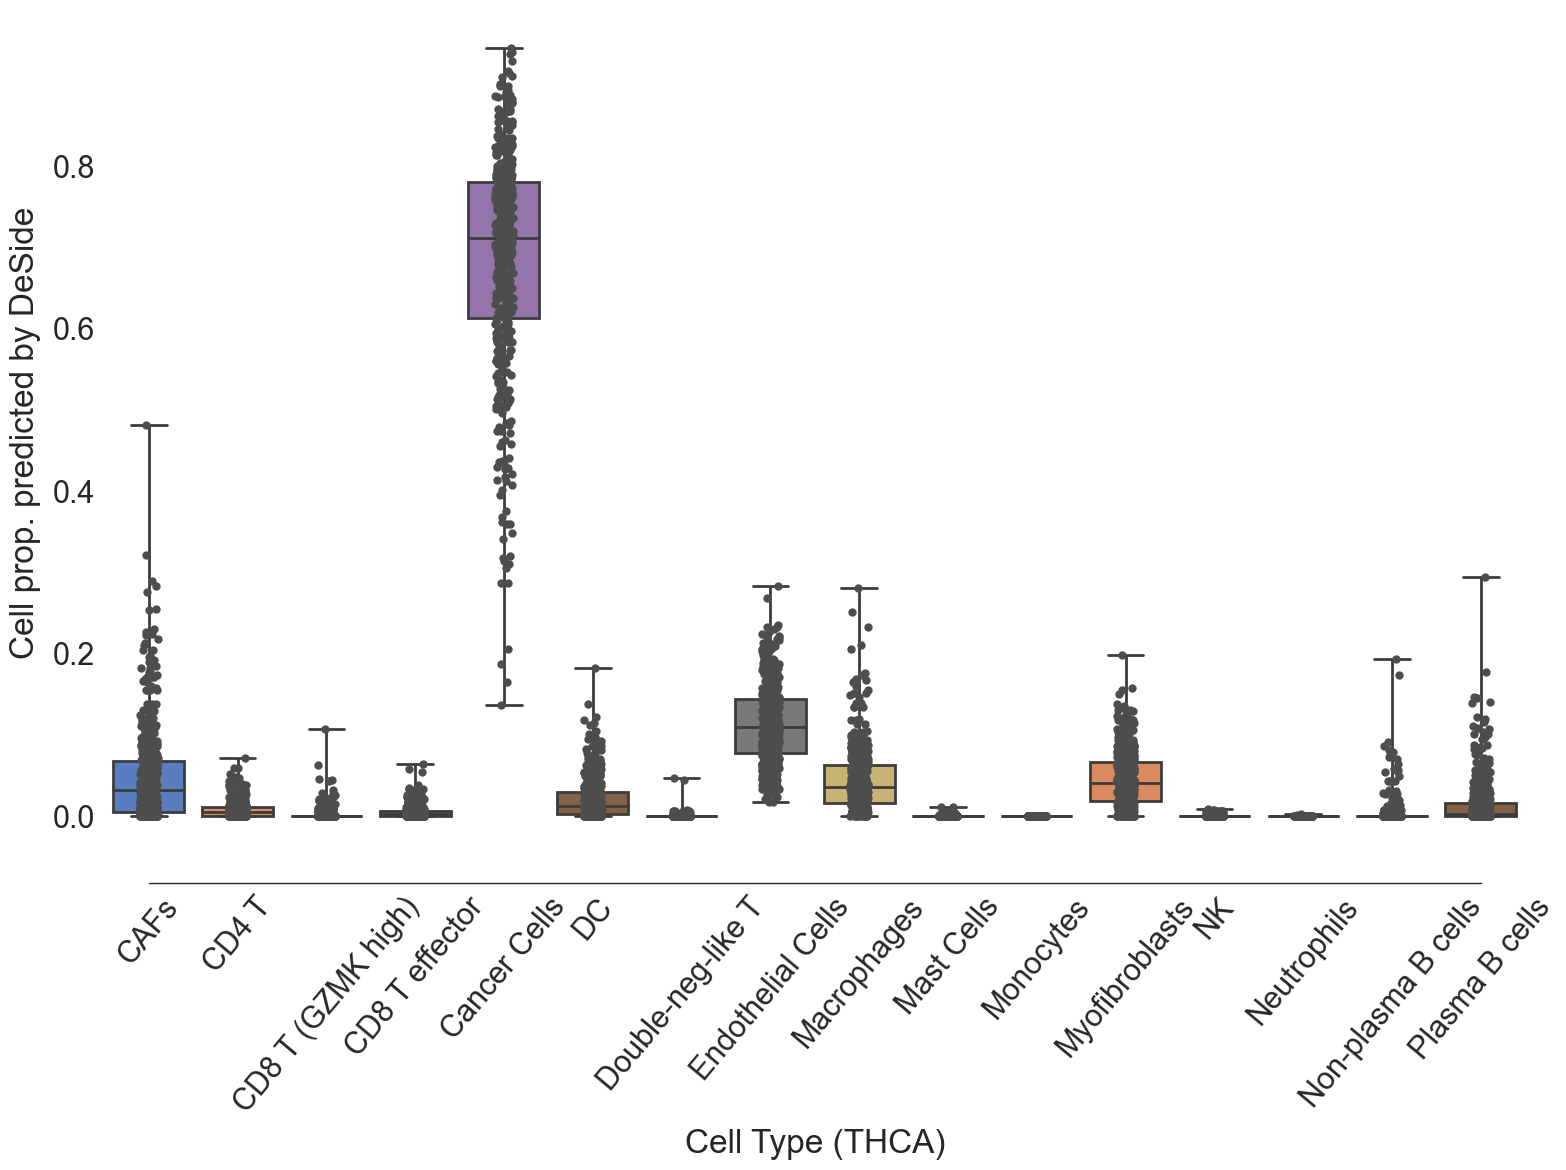 Cell prop. predicted by DeSide
0.8
0.6
0.4
0.2
0.0
CAFs
CD4 T
CD8 T (GZMK high)
CD8 T effector
Cancer Cells
DC
Double-neg-like T
Endothelial Cells
Macrophages
Mast Cells
Monocytes
Myofibroblasts
NK
Neutrophils
Non-plasma B cells
Plasma B cells
Cell Type (THCA)